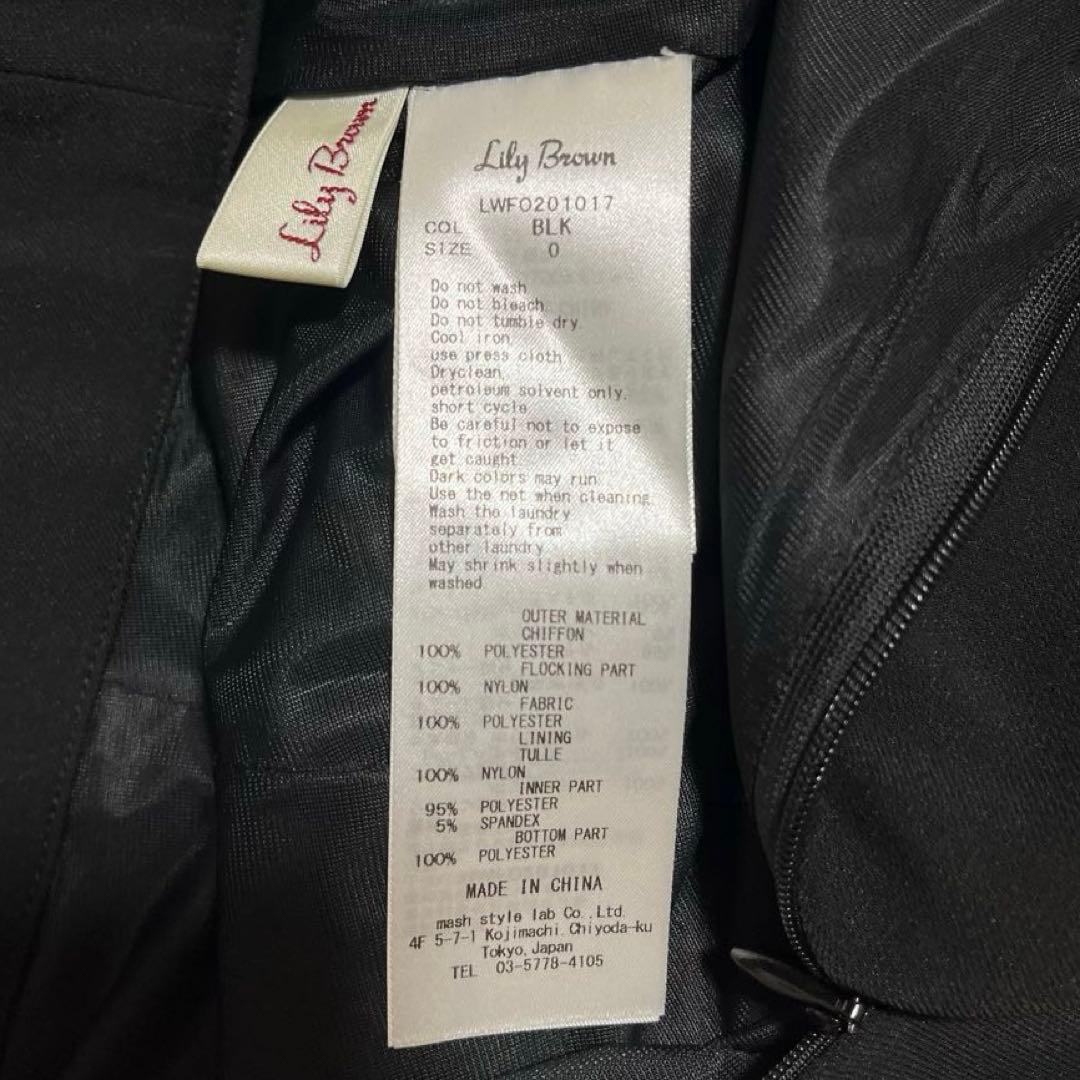 Lily Brown
Lily Brown
LWFO201017
COL BLK
SIZE 0
Do not wash
Do not bleach
Do not tumble dry.
Cool iron,
use press cloth
Dryclean,
petroleum solvent only,
short cycle
Be careful not to expose
to friction or let it
get caught.
Dark colors may run.
Use the net when cleaning.
Wash the laundry
separately from
other laundry.
May shrink slightly when
washed
OUTER MATERIAL
CHIFFON
100% POLYESTER
FLOCKING PART
100% NYLON
FABRIC
100% POLYESTER
LINING
TULLE
100% NYLON
INNER PART
95% POLYESTER
5% SPANDEX
BOTTOM PART
100% POLYESTER
MADE IN CHINA
mash style lab Co.,Ltd.
4F 5-7-1 Kojimachi.Chiyoda-ku
Tokyo,Japan
TEL 03-5778-4105